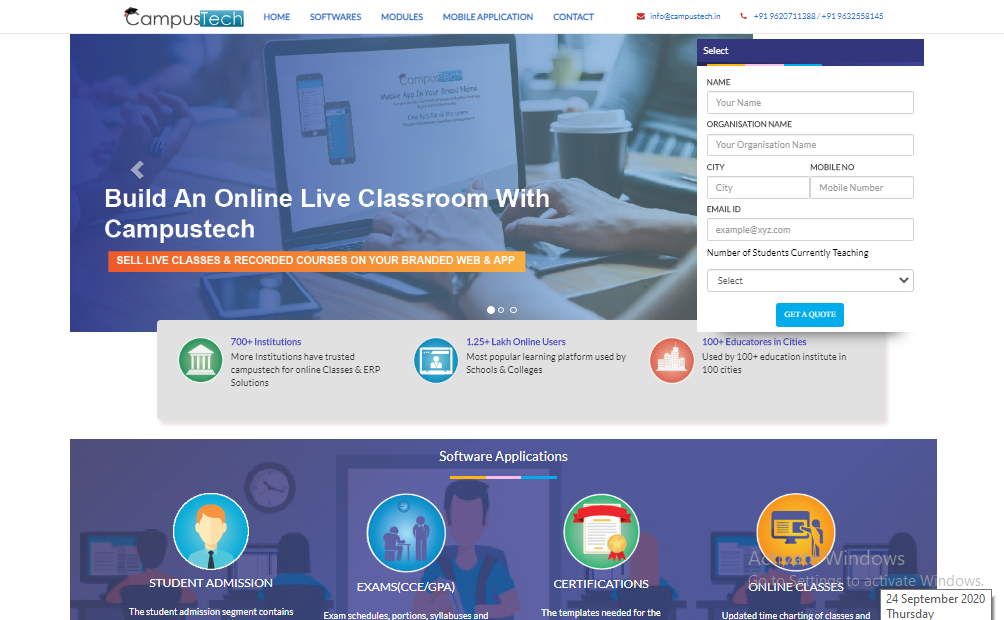 CampusTech
HOME SOFTWARES MODULES MOBILE APPLICATION CONTACT
info@campustech.in +91 9620711388 / +91 9632558145
CampusTECH
Mobile App In Your Brand Name
Build An Online Live Classroom With
Campustech
SELL LIVE CLASSES & RECORDED COURSES ON YOUR BRANDED WEB & APP
Select
NAME
Your Name
ORGANISATION NAME
Your Organisation Name
CITY MOBILE NO
City Mobile Number
EMAIL ID
example@xyz.com
Number of Students Currently Teaching
Select
GET A QUOTE
700+ Institutions
More Institutions have trusted
campustech for online Classes & ERP
Solutions
1.25+ Lakh Online Users
Most popular learning platform used by
Schools & Colleges
100+ Educatores in Cities
Used by 100+ education institute in
100 cities
Software Applications
STUDENT ADMISSION
The student admission segment contains
EXAMS(CCE/GPA)
Exam schedules, portions, syllabuses and
CERTIFICATIONS
The templates needed for the
ONLINE CLASSES
Updated time charting of classes and
Activate Windows
Go to Settings to activate Windows.
24 September 2020
Thursday